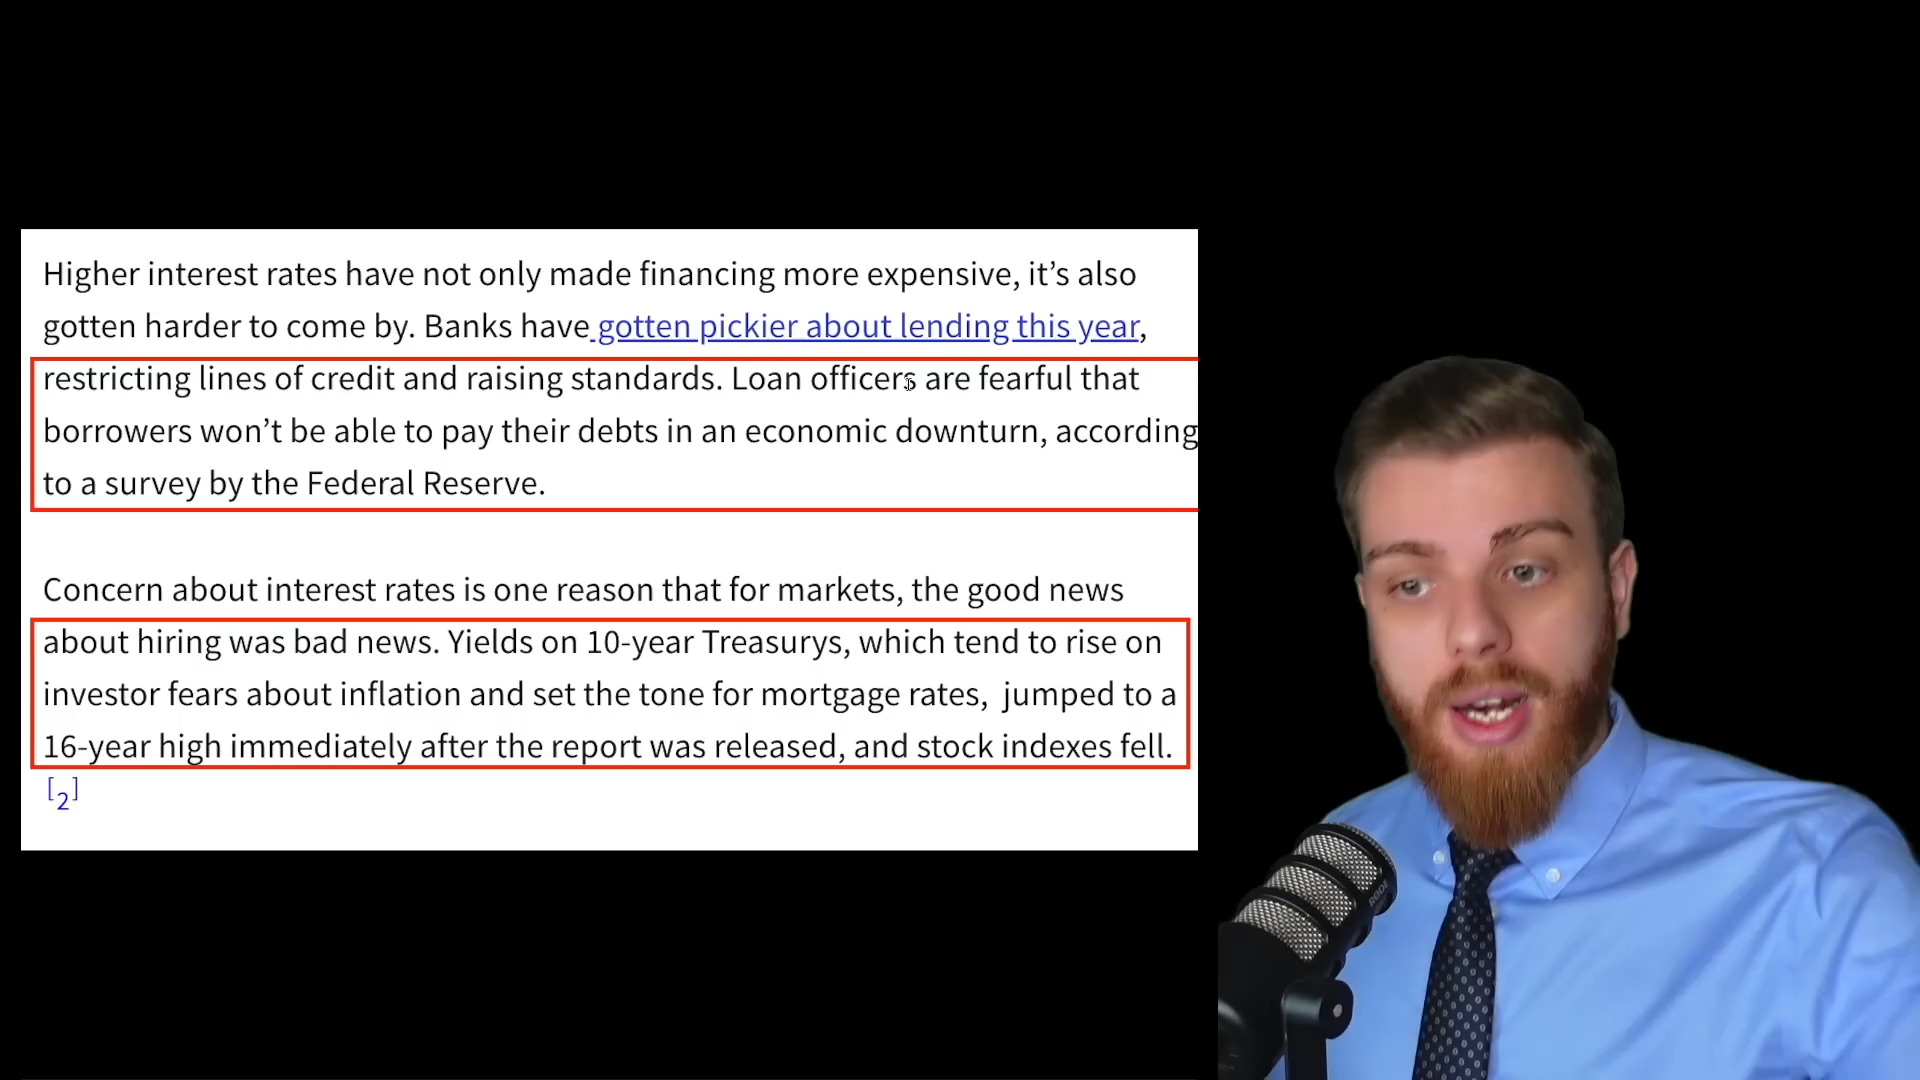 Higher interest rates have not only made financing more expensive, it’s also
gotten harder to come by. Banks have gotten pickier about lending this year,
restricting lines of credit and raising standards. Loan officers are fearful that
borrowers won’t be able to pay their debts in an economic downturn, according
to a survey by the Federal Reserve.
Concern about interest rates is one reason that for markets, the good news
about hiring was bad news. Yields on 10-year Treasurys, which tend to rise on
investor fears about inflation and set the tone for mortgage rates, jumped to a
16-year high immediately after the report was released, and stock indexes fell.
[2]
RODE